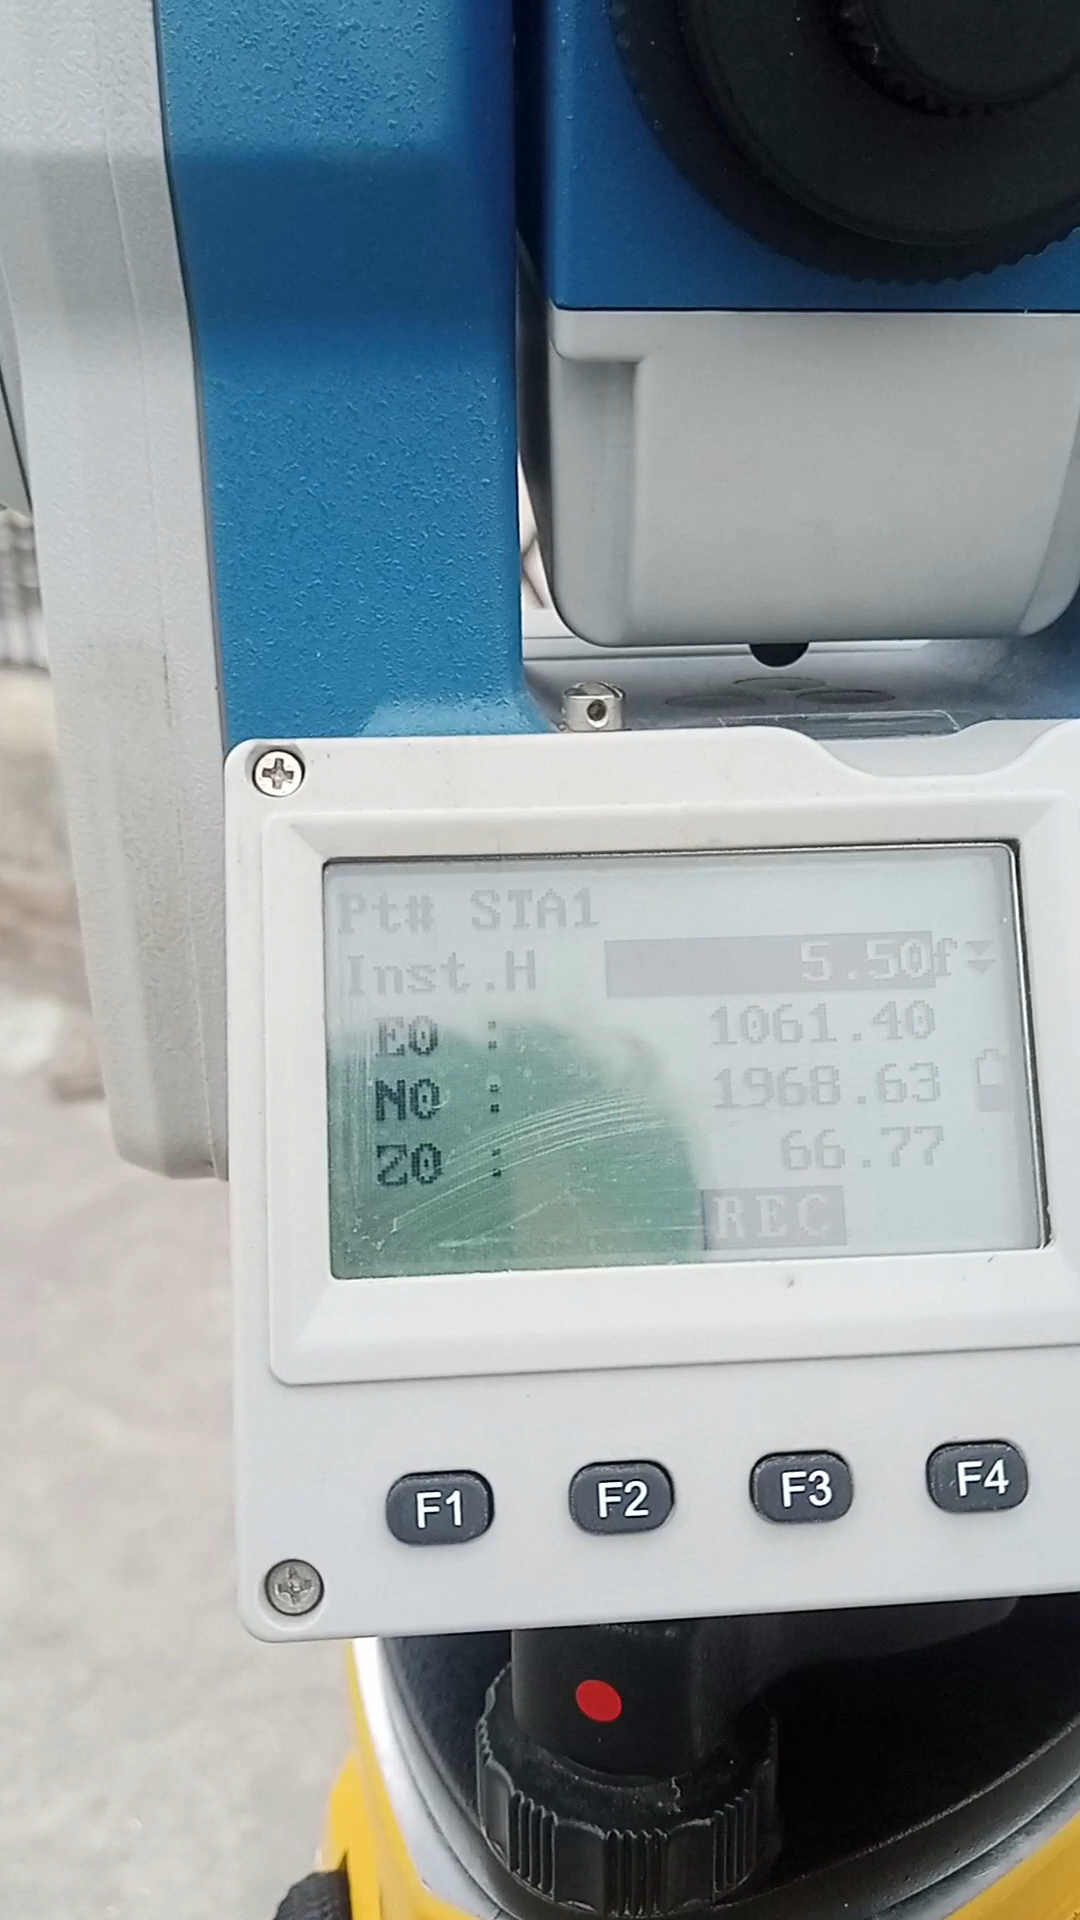 Pt# STA1
Inst.H 5.50f
E0 : 1061.40
N0 : 1968.63
Z0 : 66.77
REC
F1 F2 F3 F4